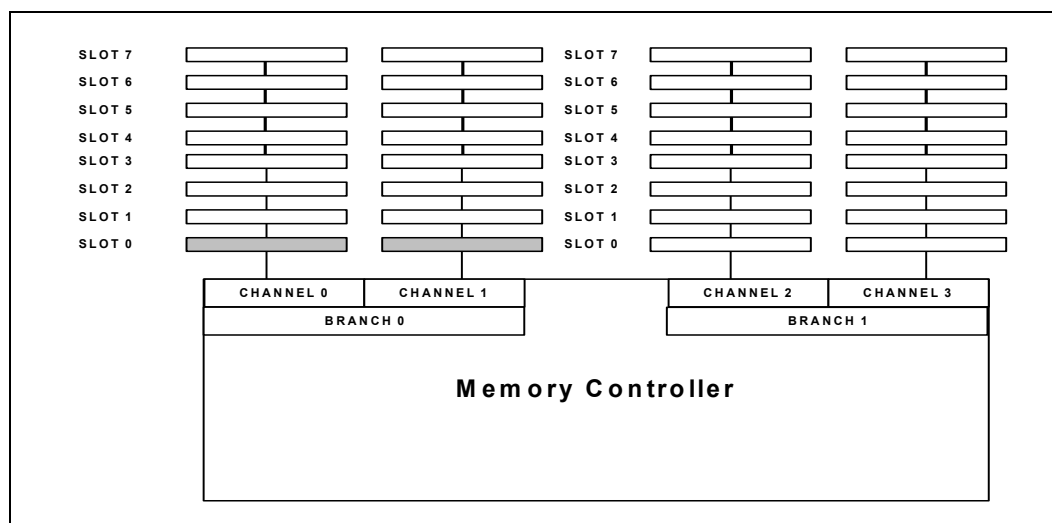 SLOT 7 SLOT 7
SLOT 6 SLOT 6
SLOT 5 SLOT 5
SLOT 4 SLOT 4
SLOT 3 SLOT 3
SLOT 2 SLOT 2
SLOT 1 SLOT 1
SLOT 0 SLOT 0
CHANNEL 0 CHANNEL 1 CHANNEL 2 CHANNEL 3
BRANCH 0 BRANCH 1
Memory Controller